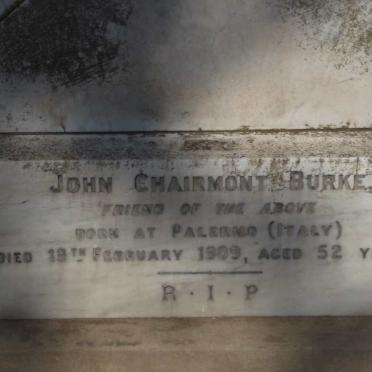 JOHN CHAIRMONT BURKE,
FRIEND OF THE ABOVE
BORN AT PALERMO (ITALY)
DIED 18TH FEBRUARY 1909, AGED 52 Y
R·I·P